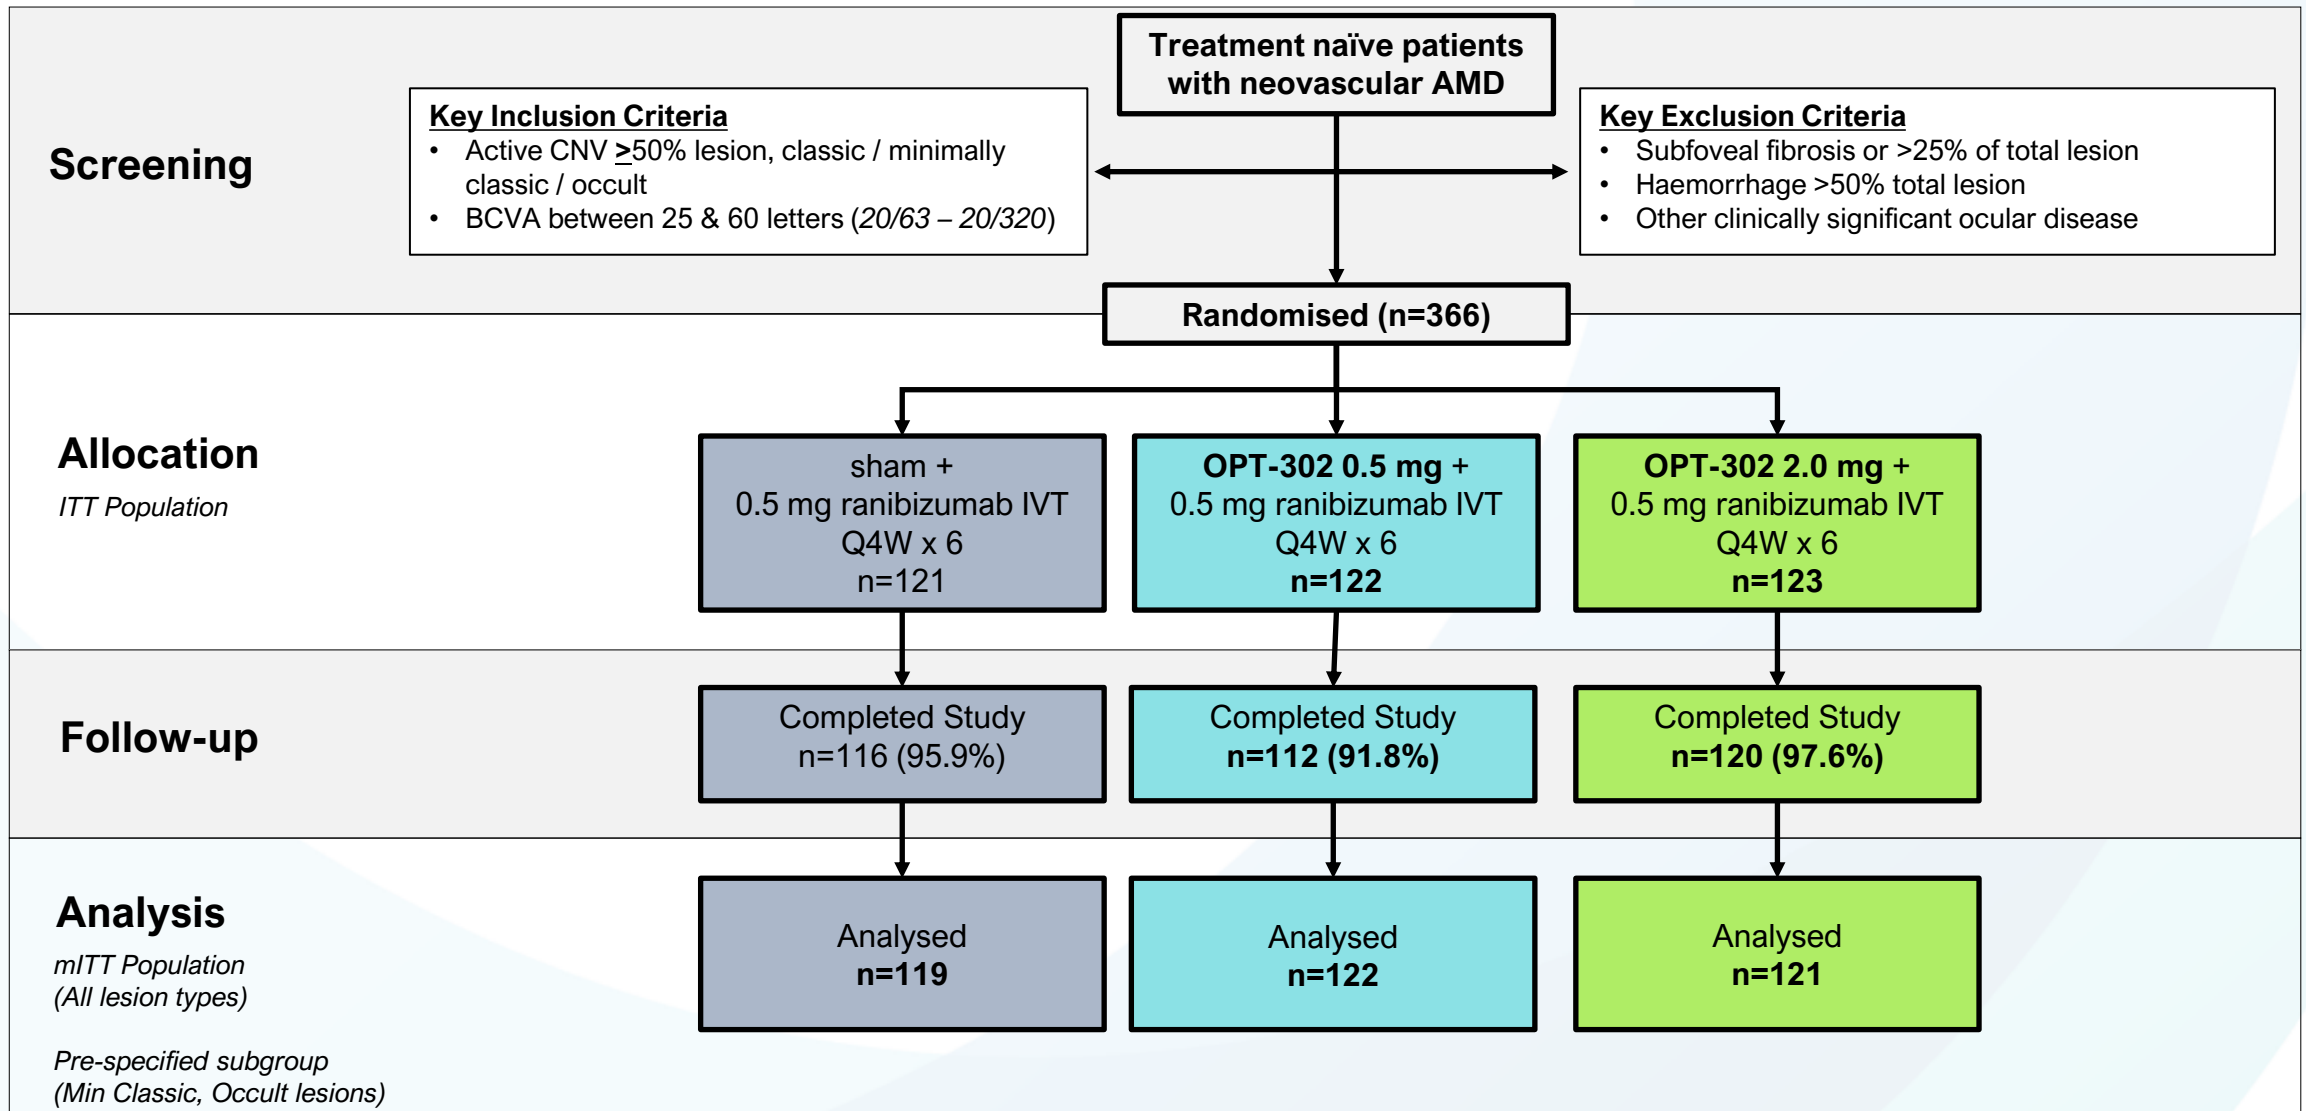 Treatment naïve patients
with neovascular AMD
Screening
Key Inclusion Criteria
• Active CNV >50% lesion, classic / minimally
classic / occult
• BCVA between 25 & 60 letters (20/63 – 20/320)
Key Exclusion Criteria
• Subfoveal fibrosis or >25% of total lesion
• Haemorrhage >50% total lesion
• Other clinically significant ocular disease
Randomised (n=366)
Allocation
ITT Population
sham +
0.5 mg ranibizumab IVT
Q4W x 6
n=121
OPT-302 0.5 mg +
0.5 mg ranibizumab IVT
Q4W x 6
n=122
OPT-302 2.0 mg +
0.5 mg ranibizumab IVT
Q4W x 6
n=123
Follow-up
Completed Study
n=116 (95.9%)
Completed Study
n=112 (91.8%)
Completed Study
n=120 (97.6%)
Analysis
mITT Population
(All lesion types)
Pre-specified subgroup
(Min Classic, Occult lesions)
Analysed
n=119
Analysed
n=122
Analysed
n=121